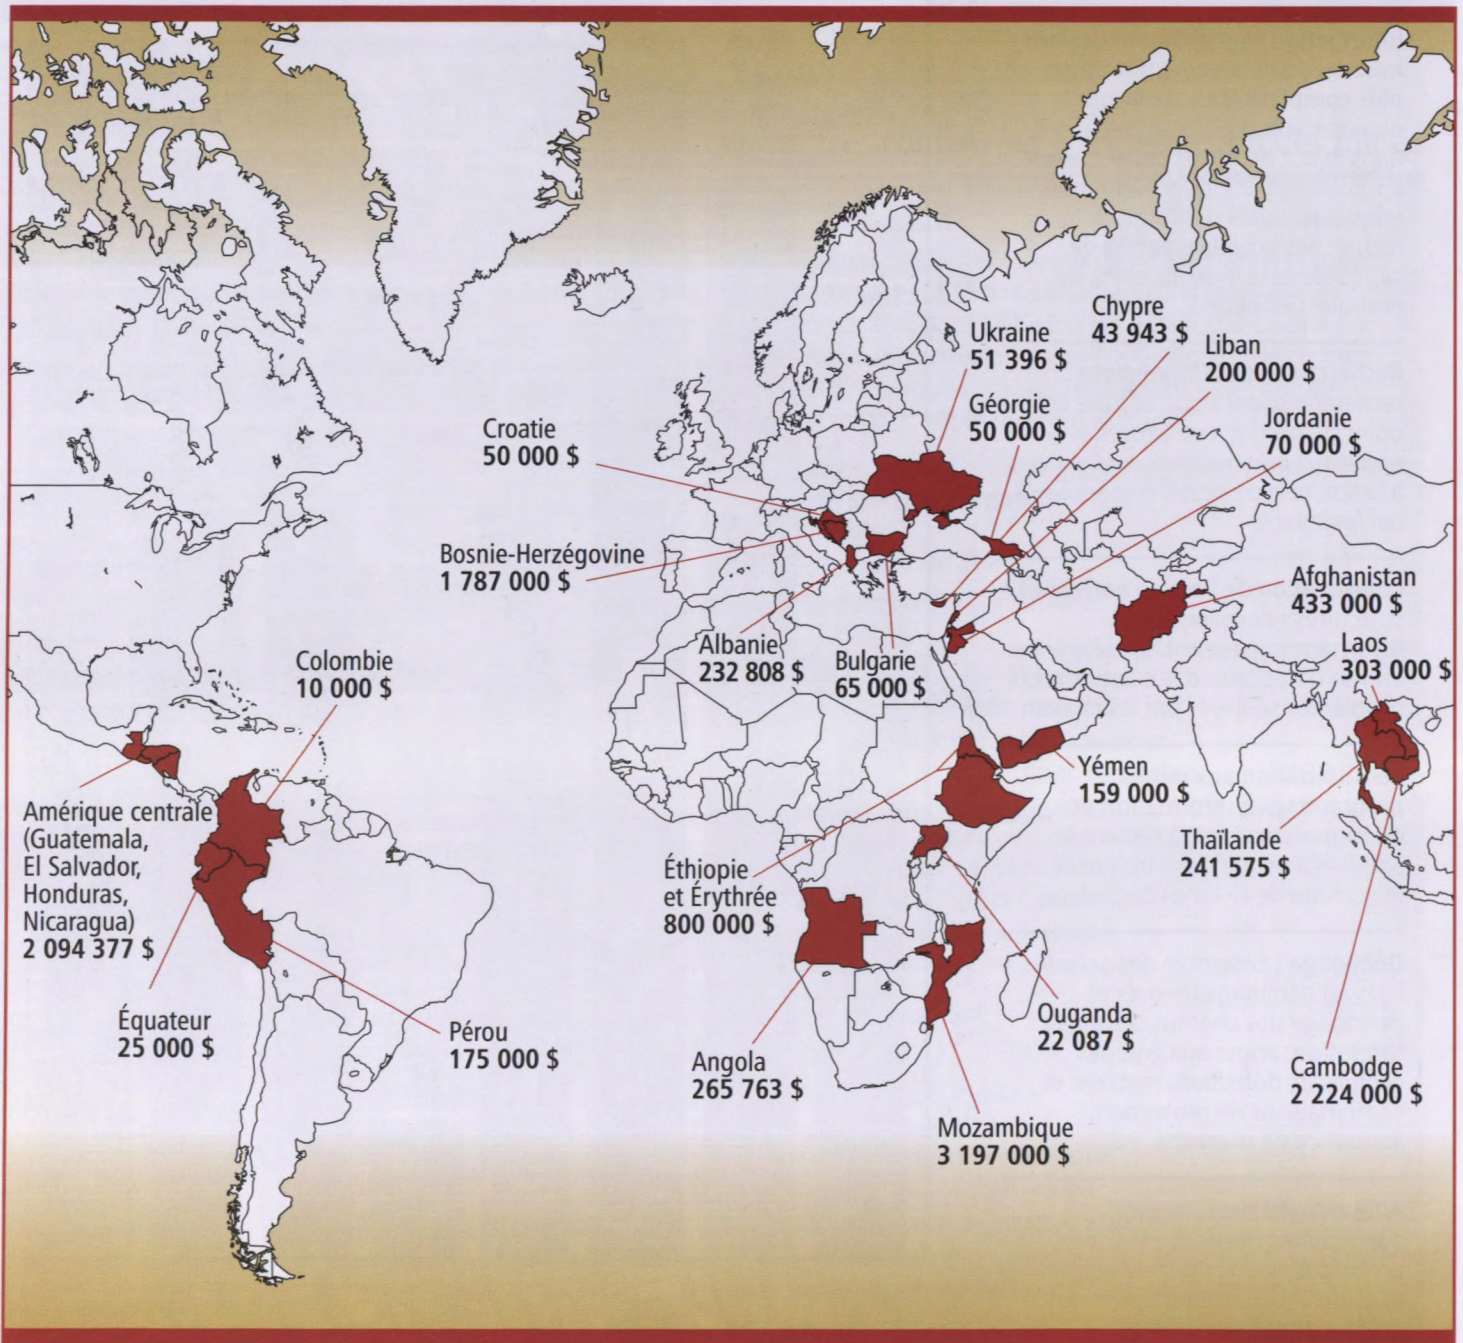 Chypre
43 943 $
Ukraine
51 396 $
Liban
200 000 $
Géorgie
50 000 $
Jordanie
70 000 $
Croatie
50 000 $
Bosnie-Herzégovine
1 787 000 $
Afghanistan
433 000 $
Albanie
232 808 $
Bulgarie
65 000 $
Laos
303 000 $
Colombie
10 000 $
Yémen
159 000 $
Amérique centrale
(Guatemala,
El Salvador,
Honduras,
Nicaragua)
2 094 377 $
Thaïlande
241 575 $
Éthiopie
et Érythrée
800 000 $
Équateur
25 000 $
Pérou
175 000 $
Ouganda
22 087 $
Angola
265 763 $
Cambodge
2 224 000 $
Mozambique
3 197 000 $